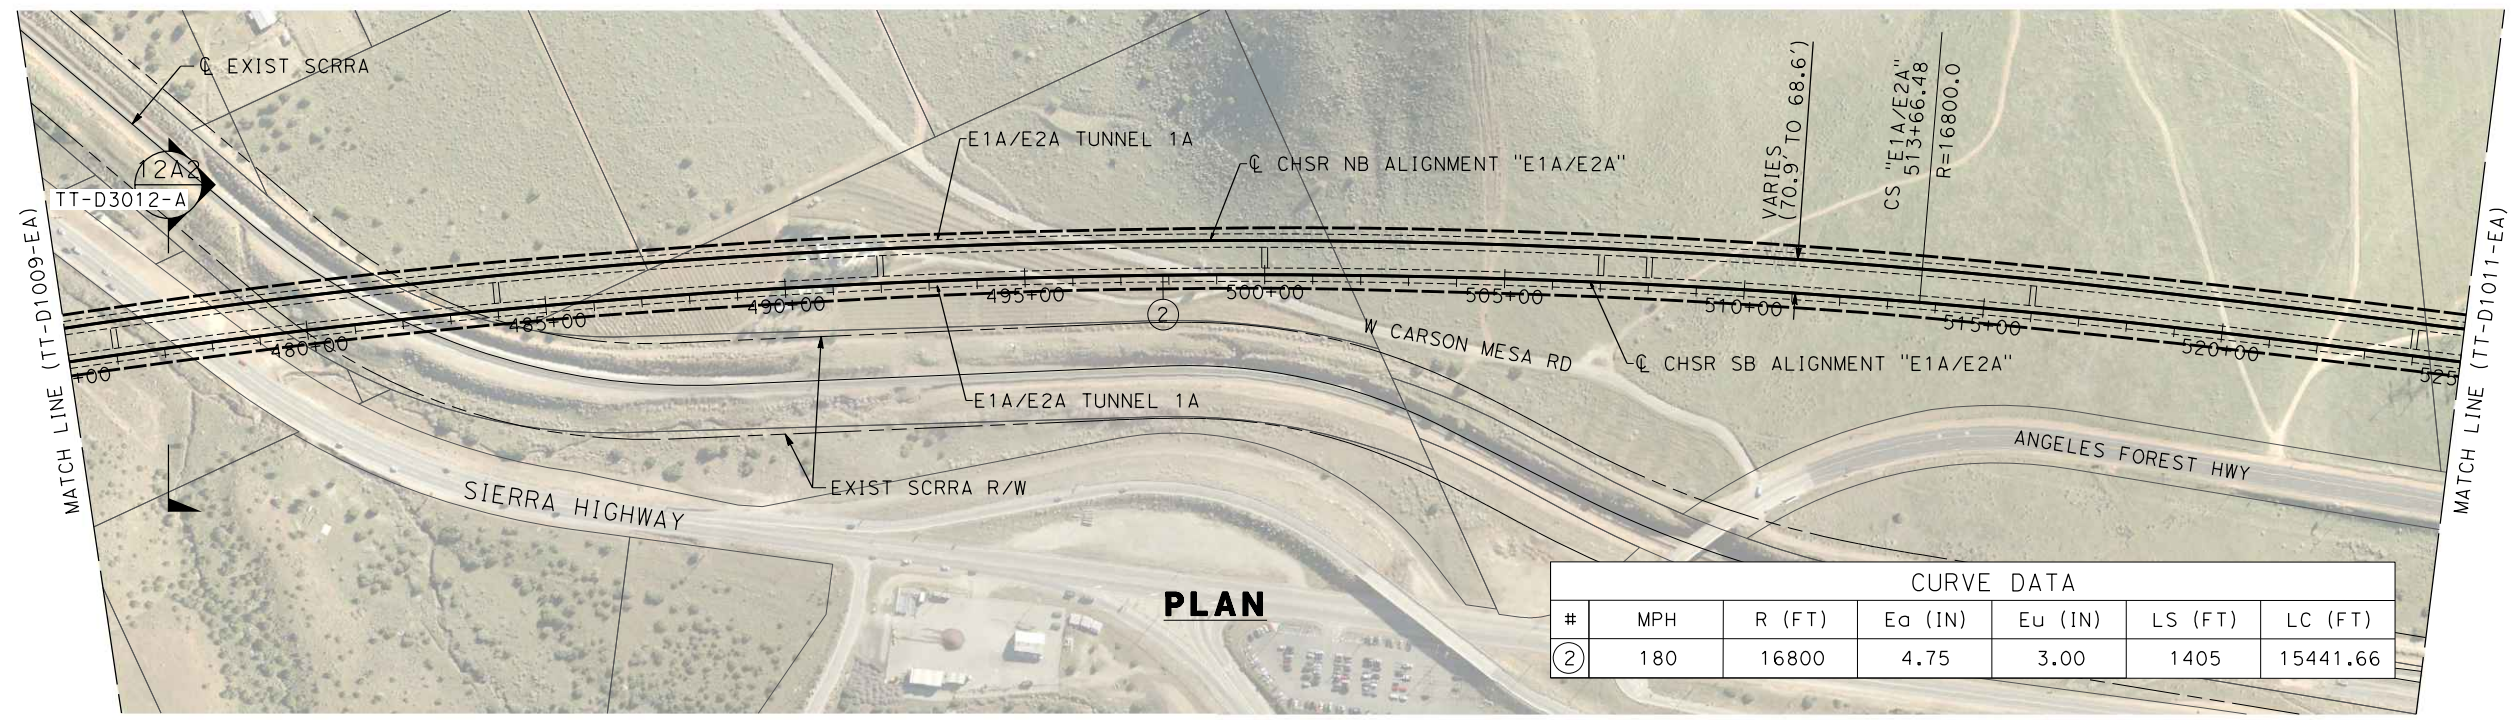 ℄ EXIST SCRRA
12A2
TT-D3012-A
MATCH LINE (TT-D1009-EA)
E1A/E2A TUNNEL 1A
℄ CHSR NB ALIGNMENT "E1A/E2A"
VARIES
(70.9' TO 68.6')
CS "E1A/E2A"
513+66.48
R=16800.0
MATCH LINE (TT-D1011-EA)
+00
480+00
485+00
490+00
495+00
500+00
505+00
510+00
515+00
520+00
525
2
W CARSON MESA RD
℄ CHSR SB ALIGNMENT "E1A/E2A"
E1A/E2A TUNNEL 1A
EXIST SCRRA R/W
SIERRA HIGHWAY
ANGELES FOREST HWY
PLAN
CURVE DATA
# MPH R (FT) Ea (IN) Eu (IN) LS (FT) LC (FT)
2 180 16800 4.75 3.00 1405 15441.66